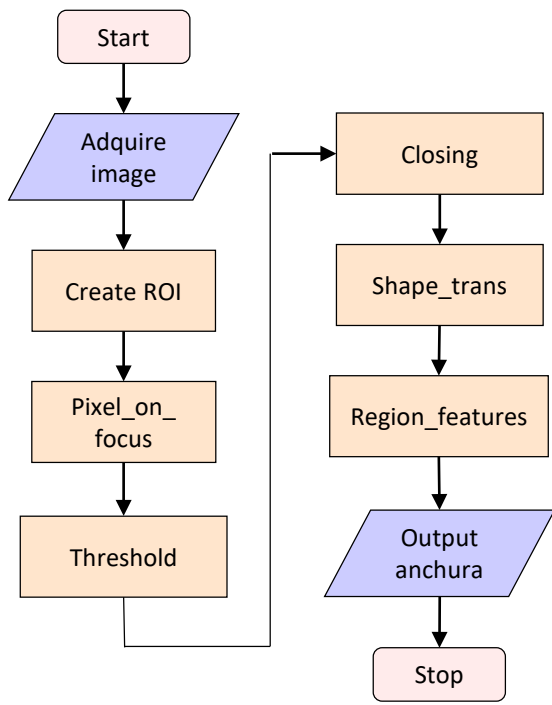 Start
Adquire
image
Create ROI
Pixel_on_
focus
Threshold
Closing
Shape_trans
Region_features
Output
anchura
Stop